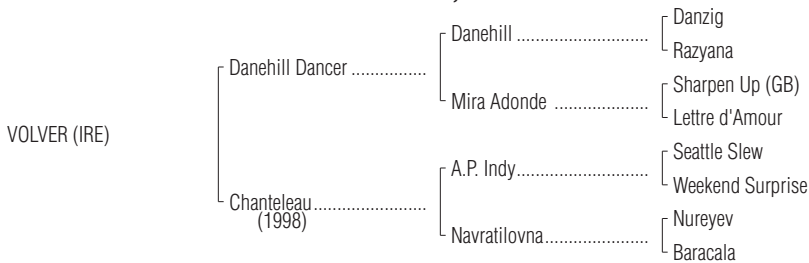 Danzig
Danehill ................................
Razyana
Danehill Dancer ..................
Sharpen Up (GB)
Mira Adonde ......................
Lettre d'Amour
VOLVER (IRE)
Seattle Slew
A.P. Indy................................
Weekend Surprise
Chanteleau...........................
(1998)
Nureyev
Navratilovna.........................
Baracala